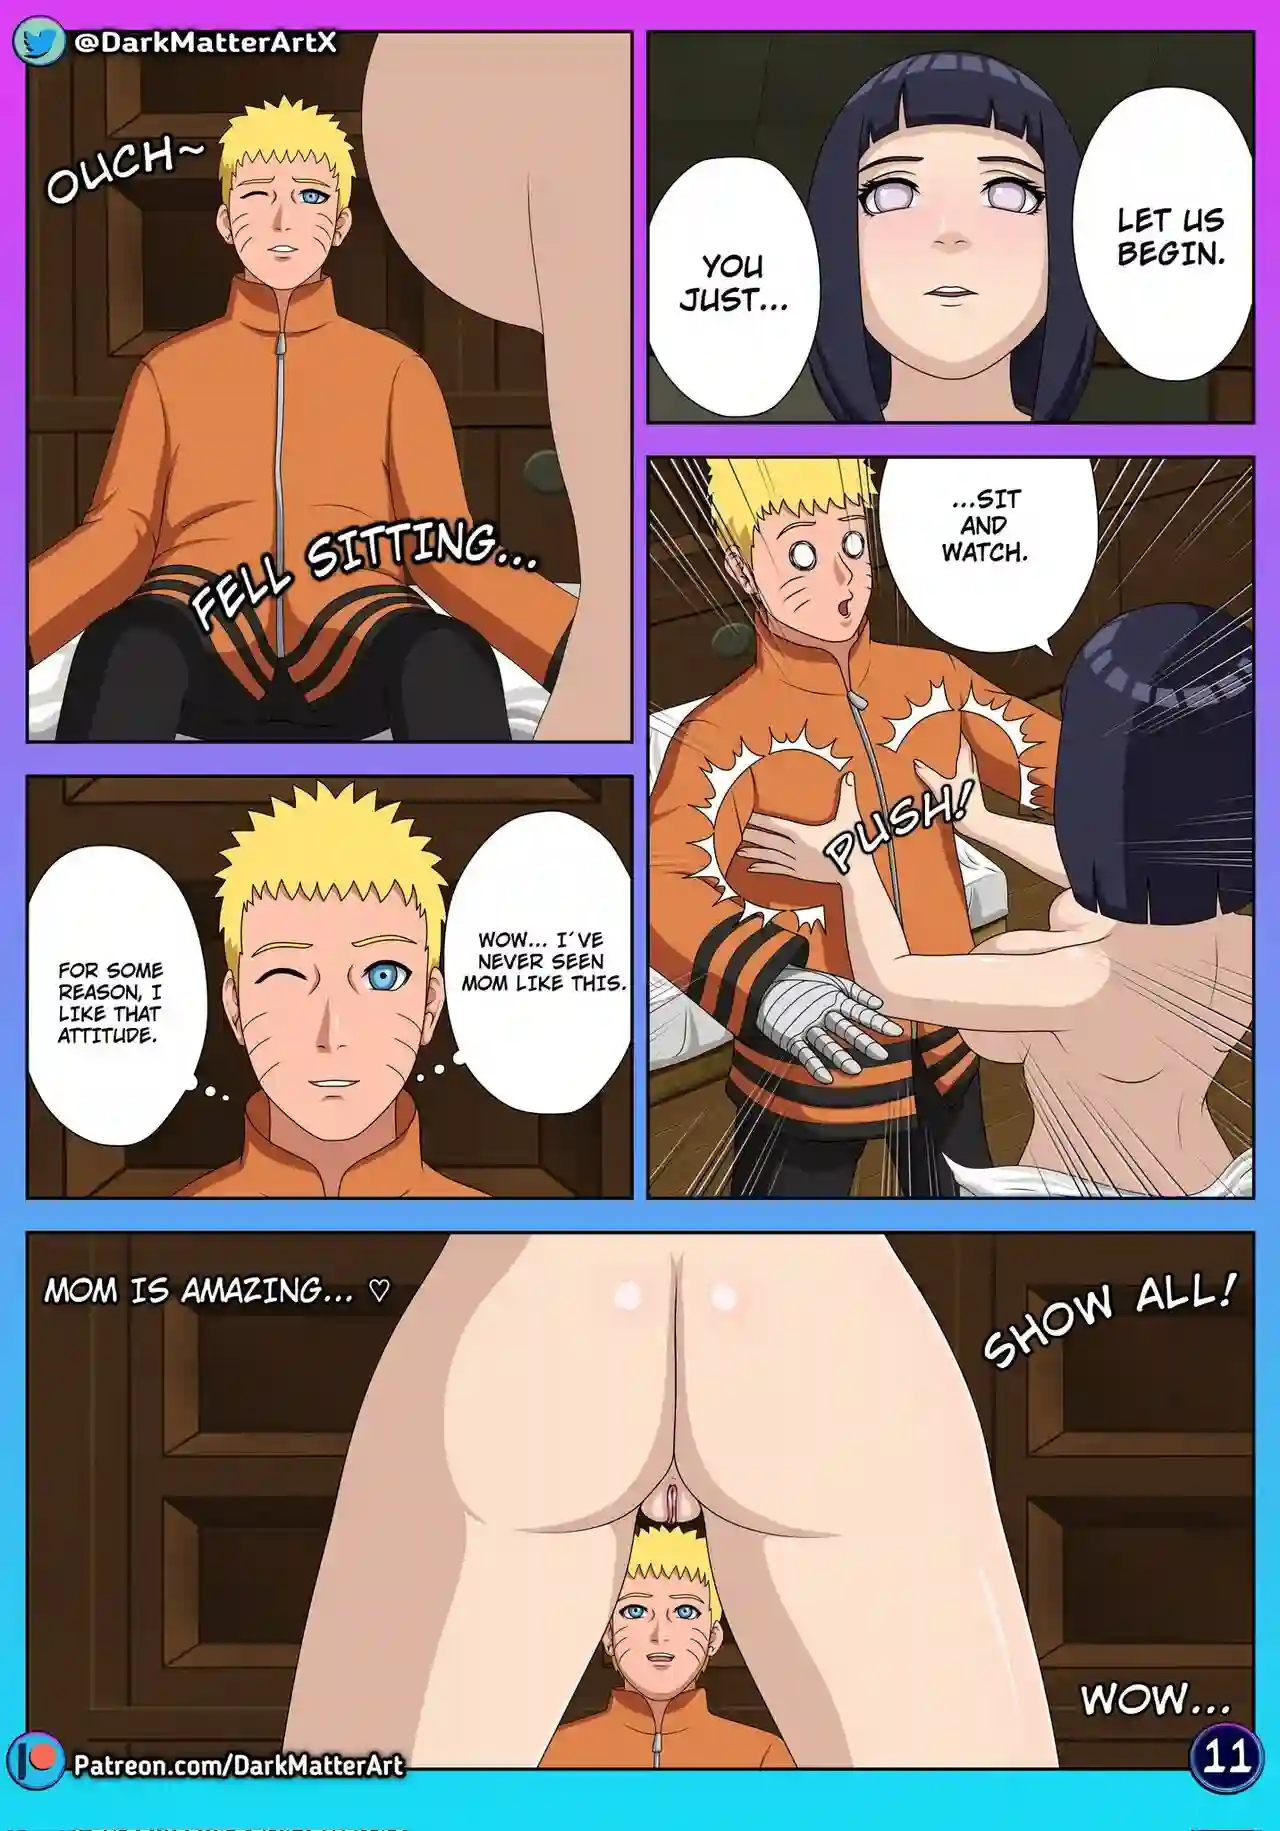 @DarkMatterArtX
OUCH~
FELL SITTING...
LET US
BEGIN.
YOU
JUST...
...SIT
AND
WATCH.
PUSH!
WOW... I´VE
NEVER SEEN
MOM LIKE THIS.
FOR SOME
REASON, I
LIKE THAT
ATTITUDE.
MOM IS AMAZING... ♡
SHOW ALL!
WOW...
Patreon.com/DarkMatterArt
11